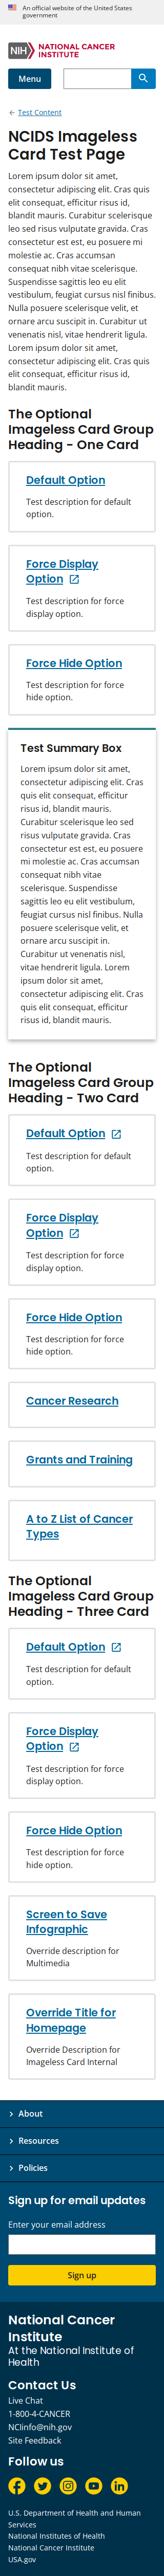 An official website of the United States
government
NIH NATIONAL CANCER
INSTITUTE
Menu
← Test Content
NCIDS Imageless
Card Test Page
Lorem ipsum dolor sit amet,
consectetur adipiscing elit. Cras
quis elit consequat, efficitur risus id,
blandit mauris. Curabitur scelerisque
leo sed risus vulputate gravida. Cras
consectetur est eu, posuere mi
molestie ac. Cras accumsan
consequat nibh vitae scelerisque.
Suspendisse sagittis leo eu elit
vestibulum, feugiat cursus nisl finibus.
Nulla posuere scelerisque velit, et
ornare arcu suscipit in. Curabitur ut
venenatis nisl, vitae hendrerit ligula.
Lorem ipsum dolor sit amet,
consectetur adipiscing elit. Cras quis
elit consequat, efficitur risus id,
blandit mauris.
The Optional
Imageless Card Group
Heading - One Card
Default Option
Test description for default
option.
Force Display
Option
Test description for force
display option.
Force Hide Option
Test description for force
hide option.
Test Summary Box
Lorem ipsum dolor sit amet,
consectetur adipiscing elit. Cras
quis elit consequat, efficitur
risus id, blandit mauris.
Curabitur scelerisque leo sed
risus vulputate gravida. Cras
consectetur est eu, posuere
mi molestie ac. Cras accumsan
consequat nibh vitae
scelerisque. Suspendisse
sagittis leo eu elit vestibulum,
feugiat cursus nisl finibus. Nulla
posuere scelerisque velit, et
ornare arcu suscipit in.
Curabitur ut venenatis nisl,
vitae hendrerit ligula. Lorem
ipsum dolor sit amet,
consectetur adipiscing elit. Cras
quis elit consequat, efficitur
risus id, blandit mauris.
The Optional
Imageless Card Group
Heading - Two Card
Default Option
Test description for default
option.
Force Display
Option
Test description for force
display option.
Force Hide Option
Test description for force
hide option.
Cancer Research
Grants and Training
A to Z List of Cancer
Types
The Optional
Imageless Card Group
Heading - Three Card
Default Option
Test description for default
option.
Force Display
Option
Test description for force
display option.
Force Hide Option
Test description for force
hide option.
Screen to Save
Infographic
Override description for
Multimedia
Override Title for
Homepage
Override Description for
Imageless Card Internal
About
Resources
Policies
Sign up for email updates
Enter your email address
Sign up
National Cancer
Institute
At the National Institute of
Health
Contact Us
Live Chat
1-800-4-CANCER
NCIinfo@nih.gov
Site Feedback
Follow us
U.S. Department of Health and Human
Services
National Institutes of Health
National Cancer Institute
USA.gov